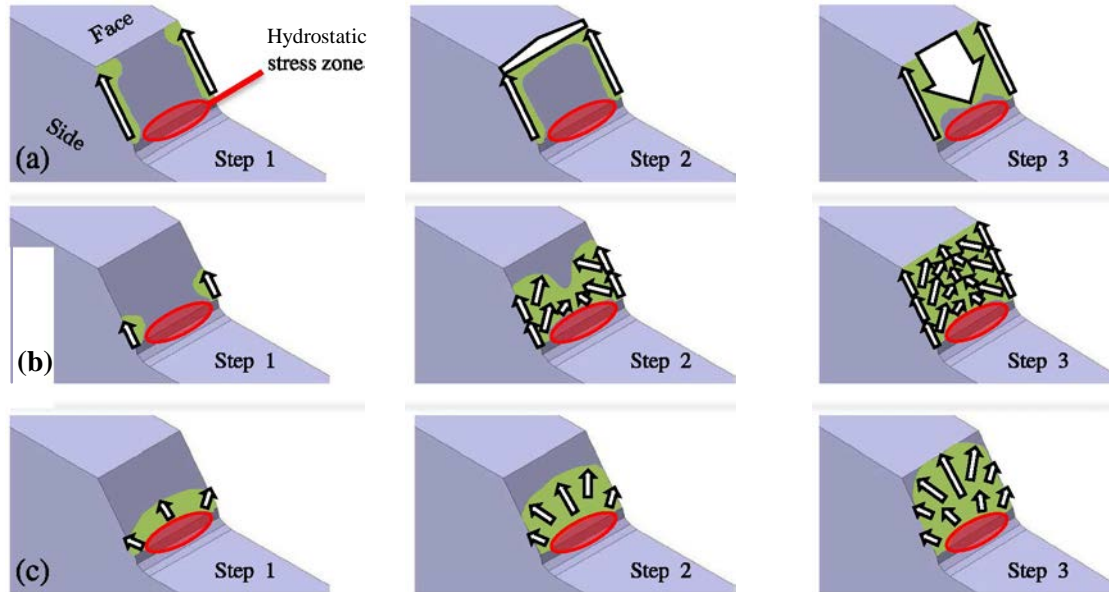 Face
Side
(a)
Hydrostatic
stress zone
Step 1
Step 2
Step 3
(b)
Step 1
Step 2
Step 3
(c)
Step 1
Step 2
Step 3